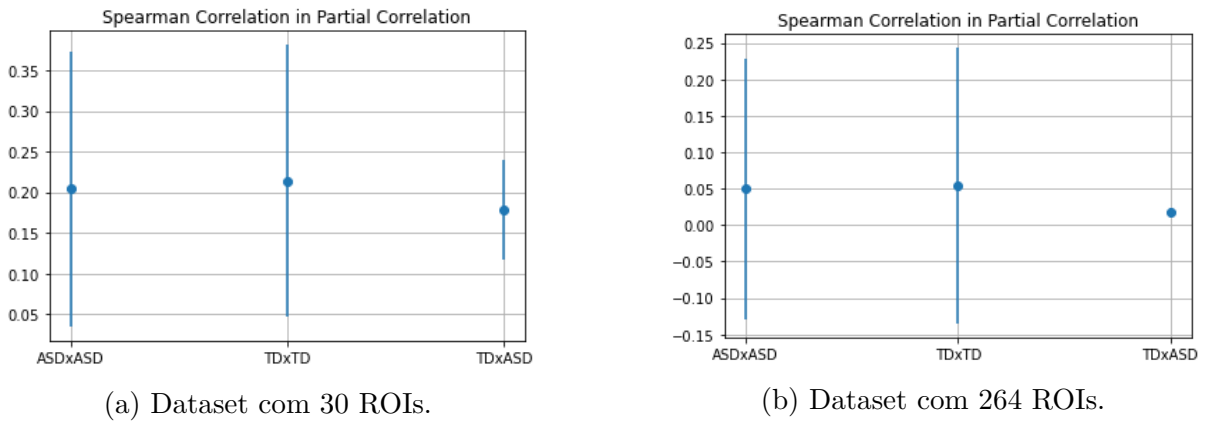 Spearman Correlation in Partial Correlation
0.35
0.30
0.25
0.20
0.15
0.10
0.05
ASDxASD TDxTD TDxASD
(a) Dataset com 30 ROIs.
Spearman Correlation in Partial Correlation
0.25
0.20
0.15
0.10
0.05
0.00
−0.05
−0.10
−0.15
ASDxASD TDxTD TDxASD
(b) Dataset com 264 ROIs.